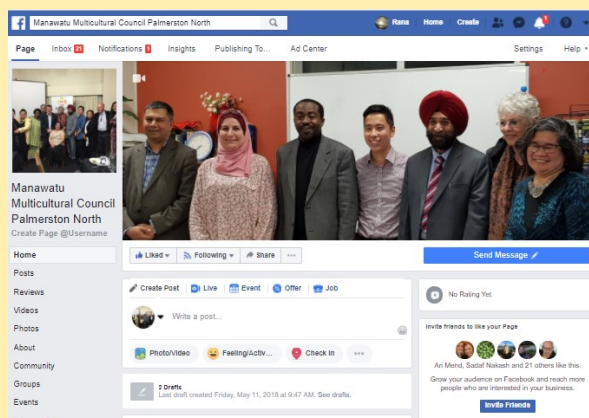 Manawatu Multicultural Council Palmerston North
Rana Home Create
Page Inbox 21 Notifications 5 Insights Publishing To... Ad Center Settings Help
Manawatu
Multicultural Council
Palmerston North
Create Page @Username
Home
Posts
Reviews
Videos
Photos
About
Community
Groups
Events
Liked Following Share
Send Message
Create Post Live Event Offer Job
Write a post...
Photo/Video Feeling/Activ... Check in
2 Drafts
Last draft created Friday, May 11, 2018 at 9:47 AM. See drafts.
No Rating Yet
Invite friends to like your Page
Ari Mend, Sadaf Nakash and 21 others like this.
Grow your audience on Facebook and reach more
people who are interested in your business.
Invite Friends